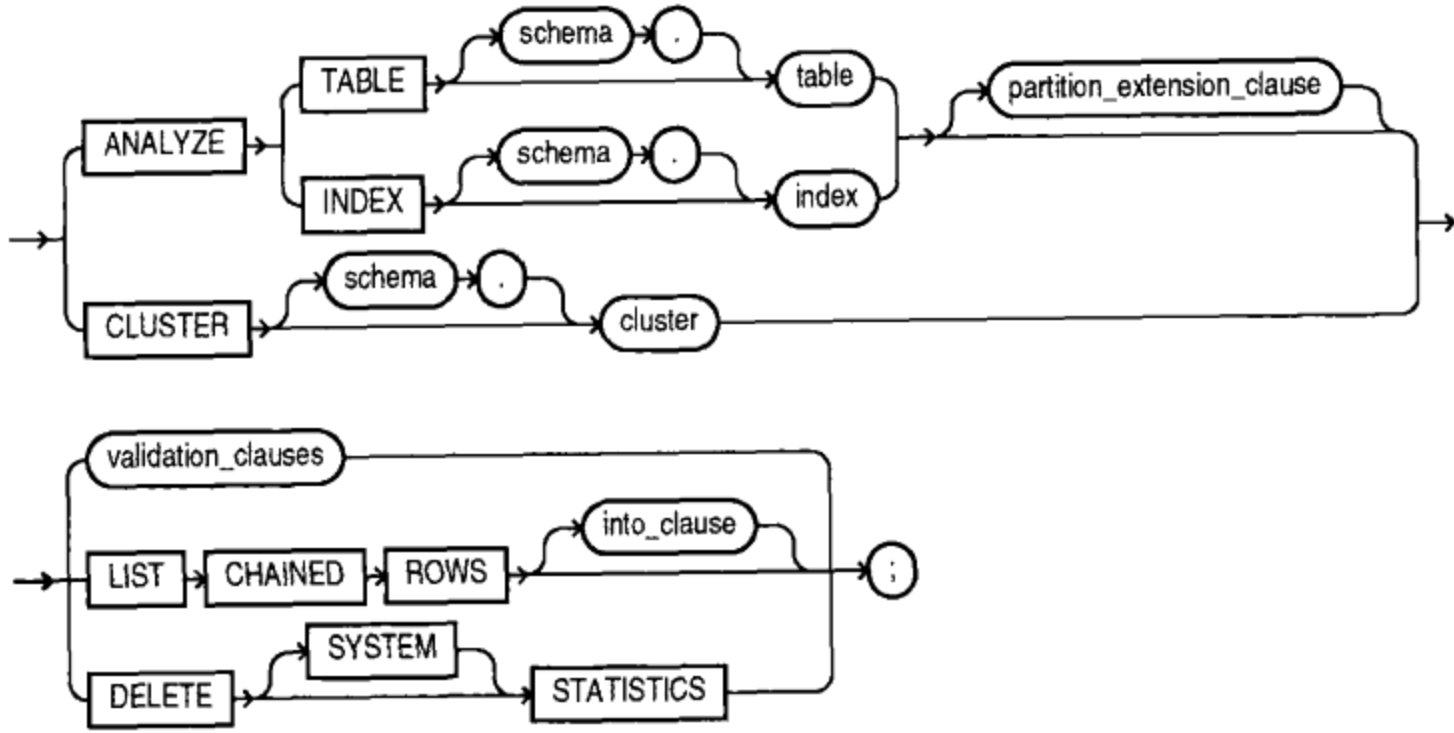 schema .
TABLE table partition_extension_clause
ANALYZE
schema .
INDEX index
schema .
CLUSTER cluster
validation_clauses
into_clause
LIST CHAINED ROWS ;
SYSTEM
DELETE STATISTICS